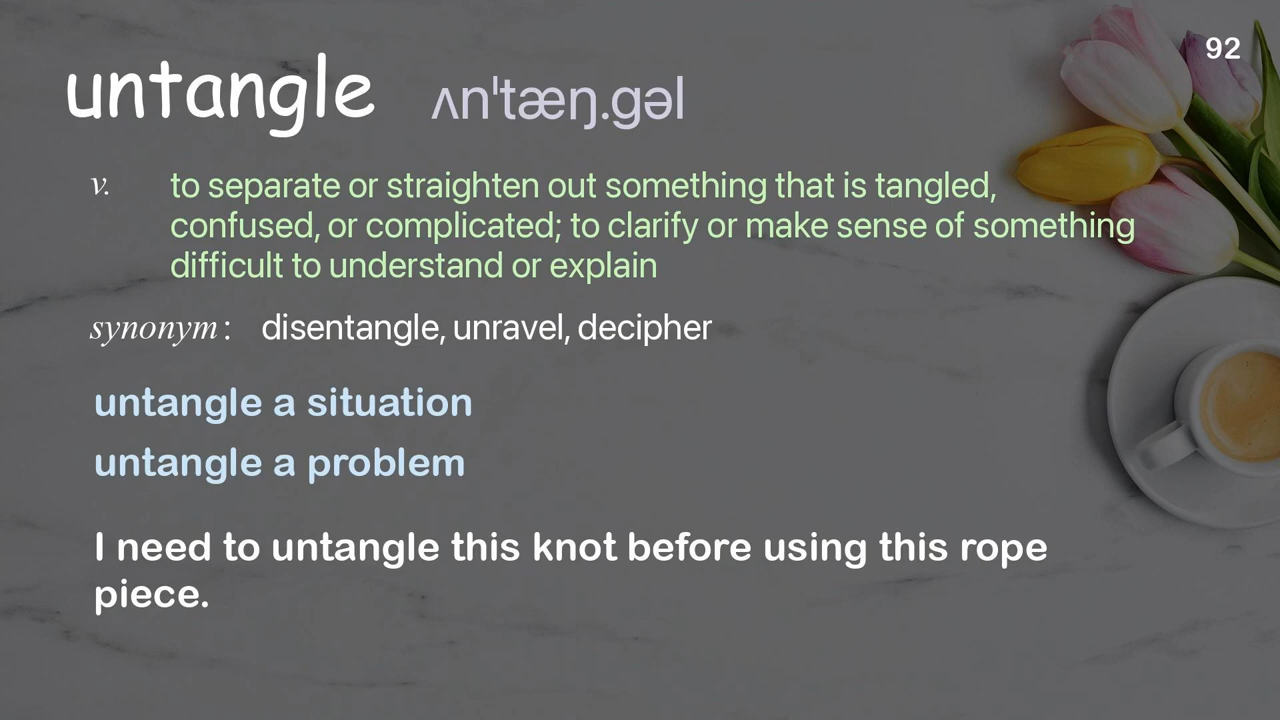 92
untangle ʌnˈtæŋ.gəl
v. to separate or straighten out something that is tangled,
confused, or complicated; to clarify or make sense of something
difficult to understand or explain
synonym : disentangle, unravel, decipher
untangle a situation
untangle a problem
I need to untangle this knot before using this rope
piece.